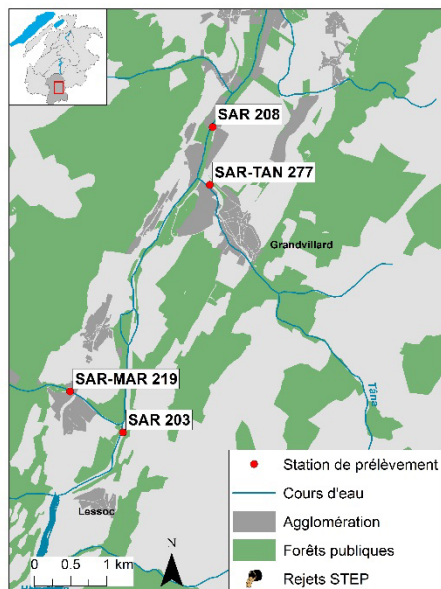 SAR 208
SAR-TAN 277
Grandvillard
SAR-MAR 219
Tâna
SAR 203
Lessoc
N
0 0.5 1 km
Station de prélèvement
Cours d'eau
Agglomération
Forêts publiques
Rejets STEP